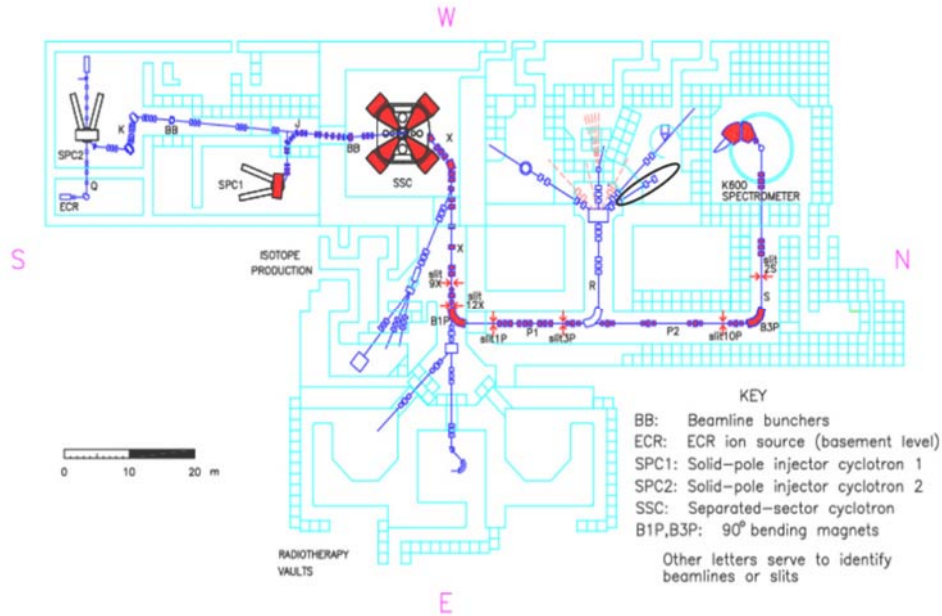 W
K
BB
J
SPC2
BB
X
SPC1
SSC
K600
SPECTROMETER
Q
ECR
S
ISOTOPE
PRODUCTION
X
N
slit
9X
slit
12X
R
slit
2S
S
B1P
P1
P2
B3P
slit1P
slit3P
slit10P
KEY
BB: Beamline bunchers
ECR: ECR ion source (basement level)
SPC1: Solid-pole injector cyclotron 1
SPC2: Solid-pole injector cyclotron 2
SSC: Separated-sector cyclotron
B1P,B3P: 90° bending magnets
Other letters serve to identify
beamlines or slits
0 10 20 m
RADIOTHERAPY
VAULTS
E